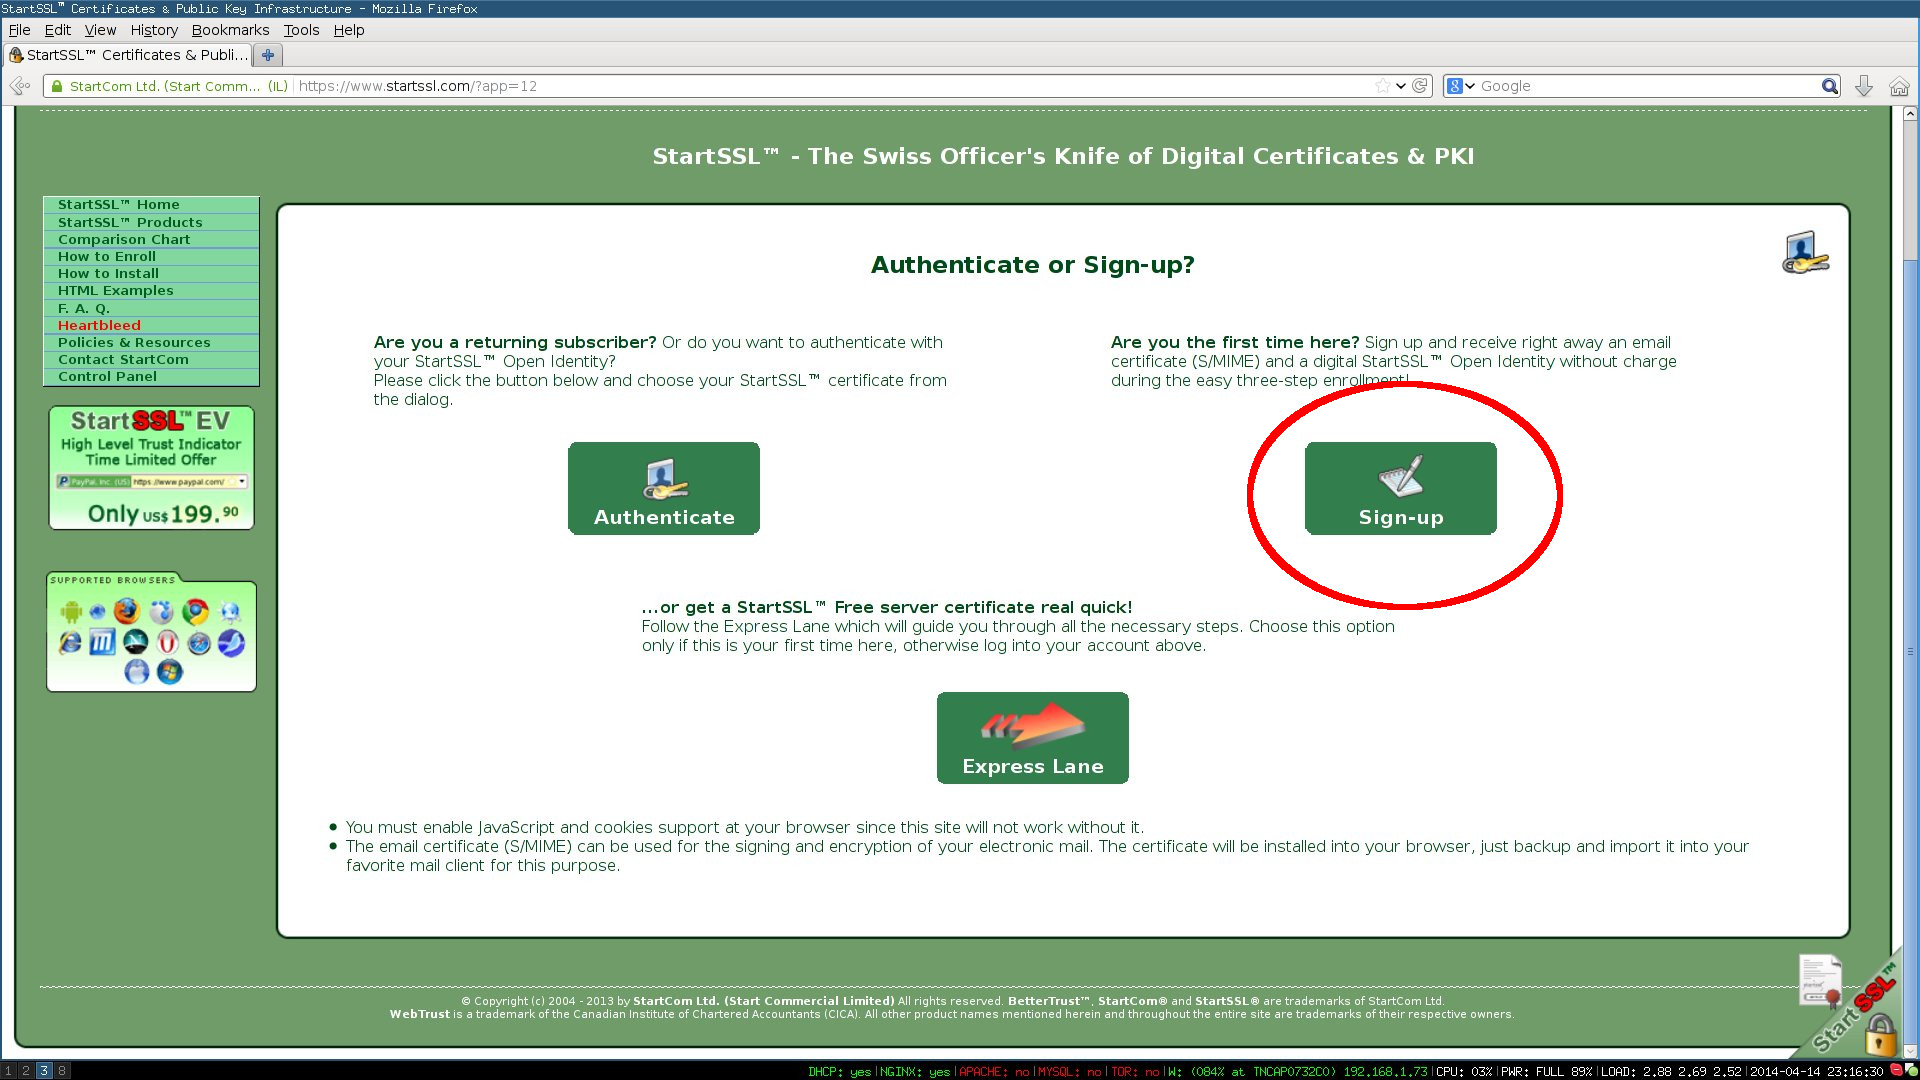 StartSSL™ Certificates & Public Key Infrastructure - Mozilla Firefox
File Edit View History Bookmarks Tools Help
StartSSL™ Certificates & Publi...
StartCom Ltd. (Start Comm... (IL) https://www.startssl.com/?app=12
Google
StartSSL™ - The Swiss Officer's Knife of Digital Certificates & PKI
StartSSL™ Home
StartSSL™ Products
Comparison Chart
How to Enroll
How to Install
HTML Examples
F. A. Q.
Heartbleed
Policies & Resources
Contact StartCom
Control Panel
StartSSL™ EV
High Level Trust Indicator
Time Limited Offer
PayPal, Inc. (US) https://www.paypal.com/
Only US$ 199.90
SUPPORTED BROWSERS
Authenticate or Sign-up?
Are you a returning subscriber? Or do you want to authenticate with
your StartSSL™ Open Identity?
Please click the button below and choose your StartSSL™ certificate from
the dialog.
Authenticate
Are you the first time here? Sign up and receive right away an email
certificate (S/MIME) and a digital StartSSL™ Open Identity without charge
during the easy three-step enrollment!
Sign-up
...or get a StartSSL™ Free server certificate real quick!
Follow the Express Lane which will guide you through all the necessary steps. Choose this option
only if this is your first time here, otherwise log into your account above.
Express Lane
You must enable JavaScript and cookies support at your browser since this site will not work without it.
The email certificate (S/MIME) can be used for the signing and encryption of your electronic mail. The certificate will be installed into your browser, just backup and import it into your
favorite mail client for this purpose.
© Copyright (c) 2004 - 2013 by StartCom Ltd. (Start Commercial Limited) All rights reserved. BetterTrust™, StartCom® and StartSSL® are trademarks of StartCom Ltd.
WebTrust is a trademark of the Canadian Institute of Chartered Accountants (CICA). All other product names mentioned herein and throughout the entire site are trademarks of their respective owners.
StartSSL™
1 2 3 8
DHCP: yes|NGINX: yes|APACHE: no|MYSQL: no|TOR: no|W: (084% at TNCAP0732C0) 192.168.1.73|CPU: 03%|PWR: FULL 89%|LOAD: 2.88 2.69 2.52|2014-04-14 23:16:30